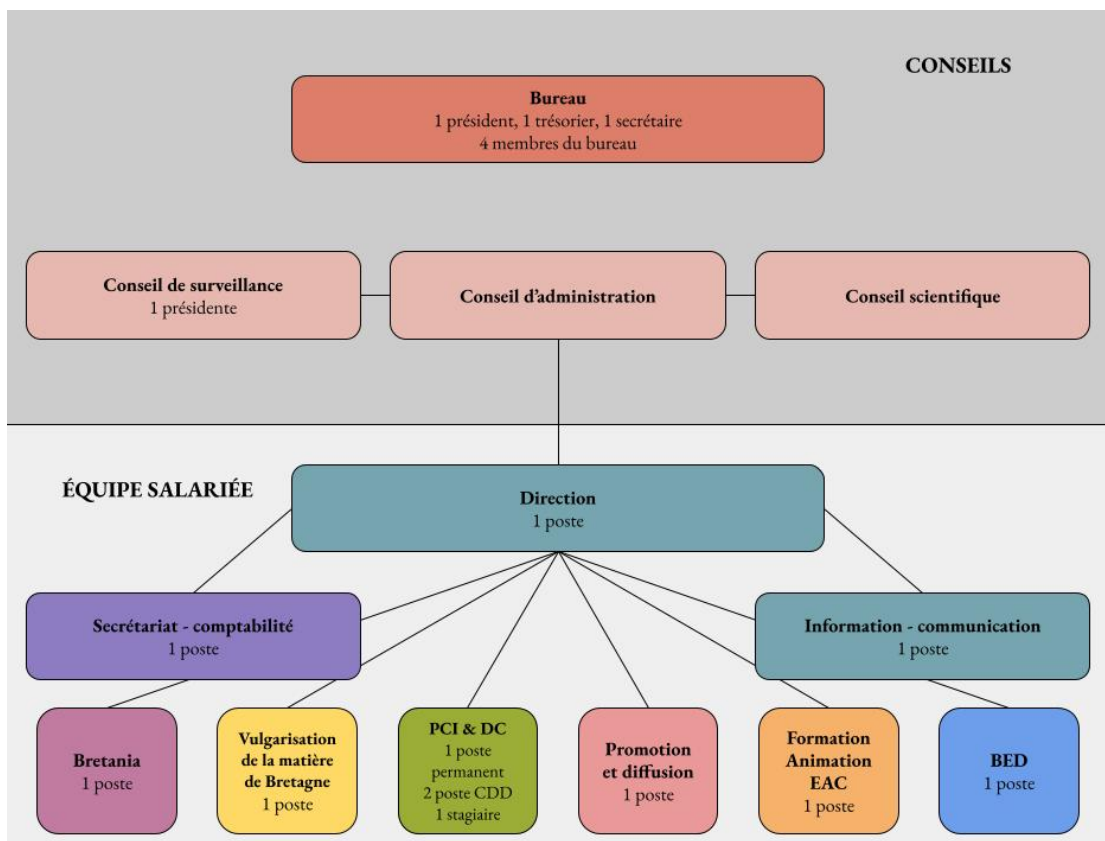 CONSEILS
Bureau
1 président, 1 trésorier, 1 secrétaire
4 membres du bureau
Conseil de surveillance
1 présidente
Conseil d’administration
Conseil scientifique
ÉQUIPE SALARIÉE
Direction
1 poste
Secrétariat - comptabilité
1 poste
Information - communication
1 poste
Bretania
1 poste
Vulgarisation
de la matière
de Bretagne
1 poste
PCI & DC
1 poste
permanent
2 poste CDD
1 stagiaire
Promotion
et diffusion
1 poste
Formation
Animation
EAC
1 poste
BED
1 poste